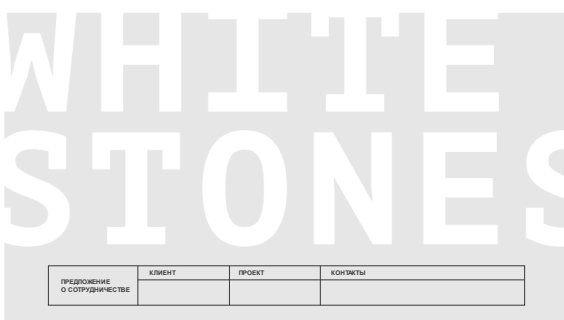 WHITE
STONES
ПРЕДЛОЖЕНИЕ
О СОТРУДНИЧЕСТВЕ
КЛИЕНТ
ПРОЕКТ
КОНТАКТЫ